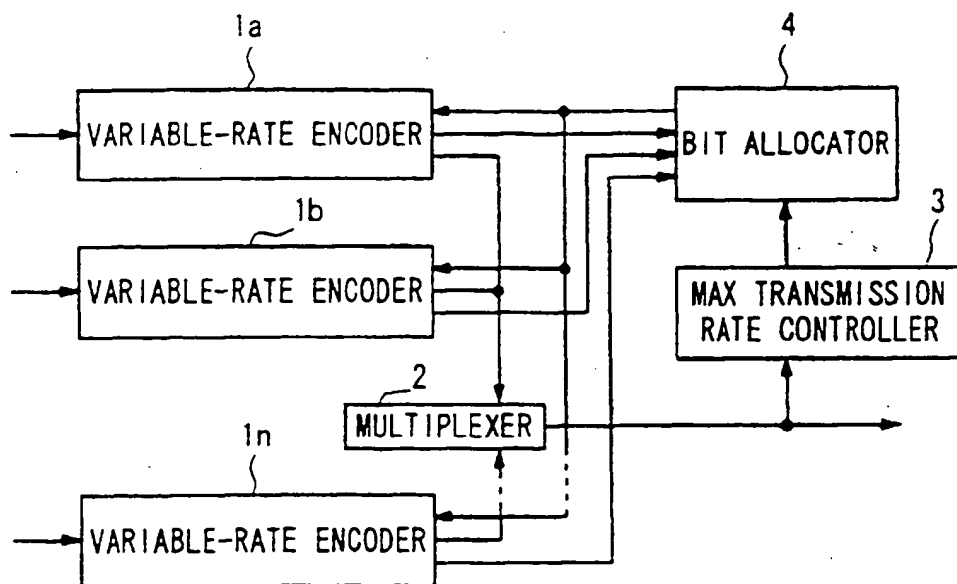 1a
VARIABLE-RATE ENCODER
4
BIT ALLOCATOR
1b
VARIABLE-RATE ENCODER
3
MAX TRANSMISSION
RATE CONTROLLER
2
MULTIPLEXER
1n
VARIABLE-RATE ENCODER